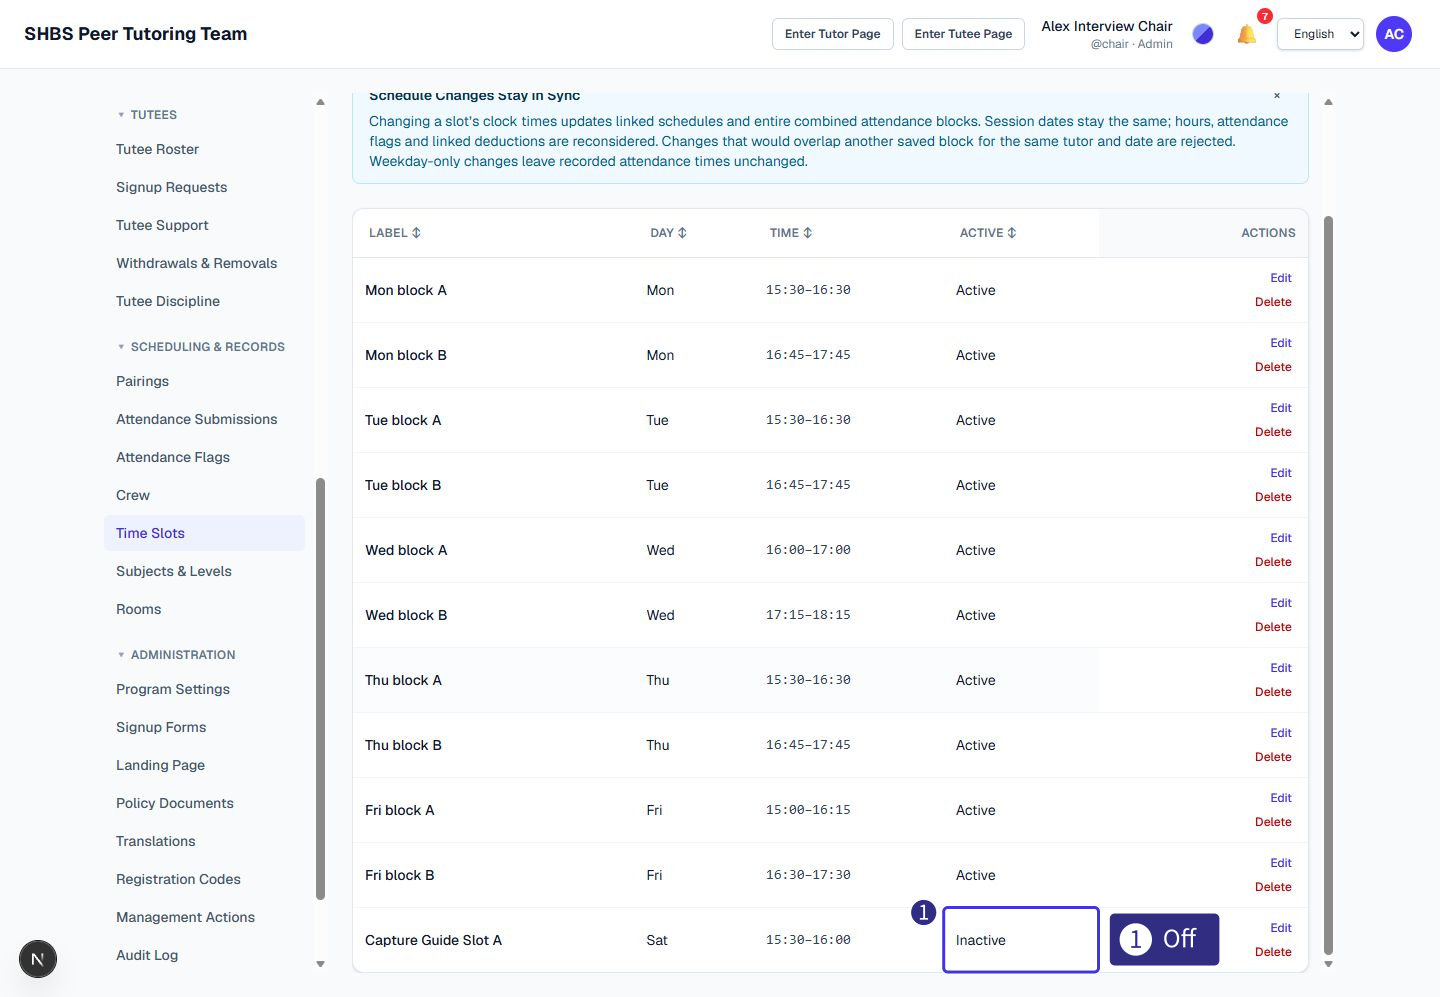 SHBS Peer Tutoring Team
Enter Tutor Page
Enter Tutee Page
Alex Interview Chair
@chair · Admin
7
English
AC
TUTEES
Tutee Roster
Signup Requests
Tutee Support
Withdrawals & Removals
Tutee Discipline
SCHEDULING & RECORDS
Pairings
Attendance Submissions
Attendance Flags
Crew
Time Slots
Subjects & Levels
Rooms
ADMINISTRATION
Program Settings
Signup Forms
Landing Page
Policy Documents
Translations
Registration Codes
Management Actions
Audit Log
N
Schedule Changes Stay in Sync
×
Changing a slot's clock times updates linked schedules and entire combined attendance blocks. Session dates stay the same; hours, attendance
flags and linked deductions are reconsidered. Changes that would overlap another saved block for the same tutor and date are rejected.
Weekday-only changes leave recorded attendance times unchanged.
LABEL DAY TIME ACTIVE ACTIONS
Mon block A Mon 15:30–16:30 Active Edit
Delete
Mon block B Mon 16:45–17:45 Active Edit
Delete
Tue block A Tue 15:30–16:30 Active Edit
Delete
Tue block B Tue 16:45–17:45 Active Edit
Delete
Wed block A Wed 16:00–17:00 Active Edit
Delete
Wed block B Wed 17:15–18:15 Active Edit
Delete
Thu block A Thu 15:30–16:30 Active Edit
Delete
Thu block B Thu 16:45–17:45 Active Edit
Delete
Fri block A Fri 15:00–16:15 Active Edit
Delete
Fri block B Fri 16:30–17:30 Active Edit
Delete
Capture Guide Slot A Sat 15:30–16:00 1 Inactive 1 Off Edit
Delete